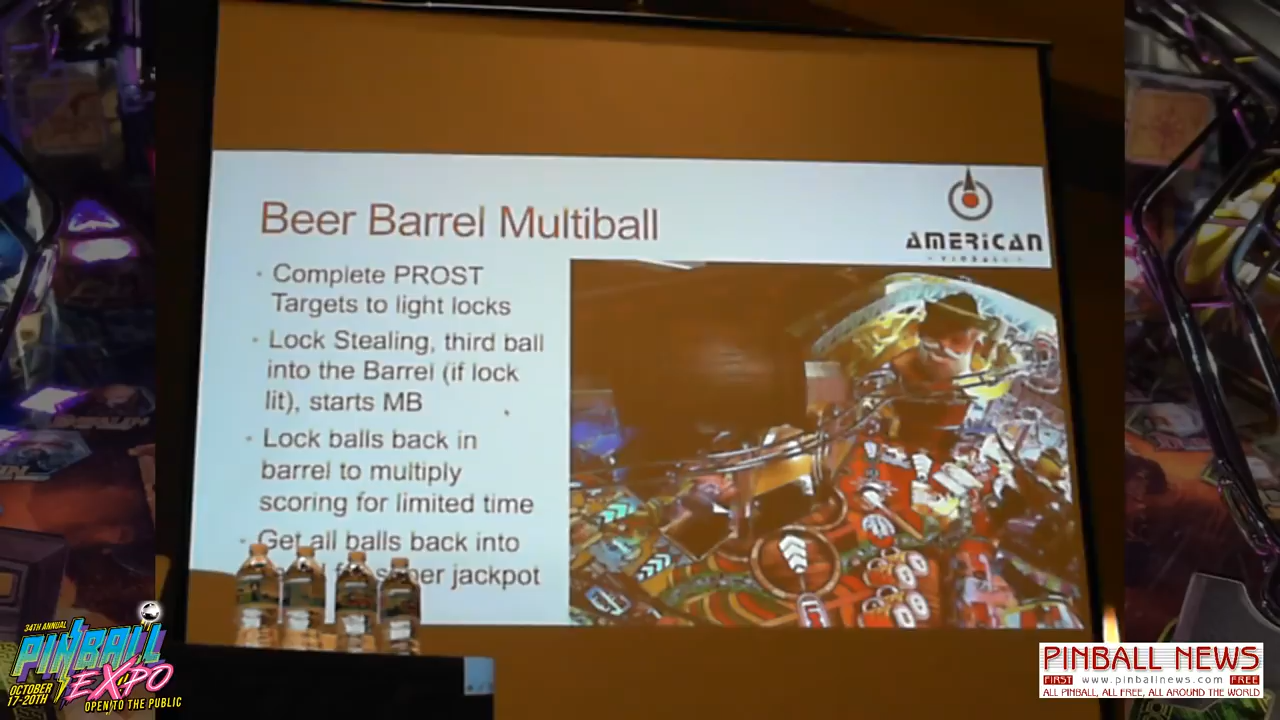 Beer Barrel Multiball
AMERICAN
Complete PROST
Targets to light locks
Lock Stealing, third ball
into the Barrel (if lock
lit), starts MB
Lock balls back in
barrel to multiply
scoring for limited time
Get all balls back into
jackpot
34TH ANNUAL
PINBALL
EXPO
OCTOBER
17-20TH
OPEN TO THE PUBLIC
PINBALL NEWS
FIRST www.pinballnews.com FREE
ALL PINBALL, ALL FREE, ALL AROUND THE WORLD